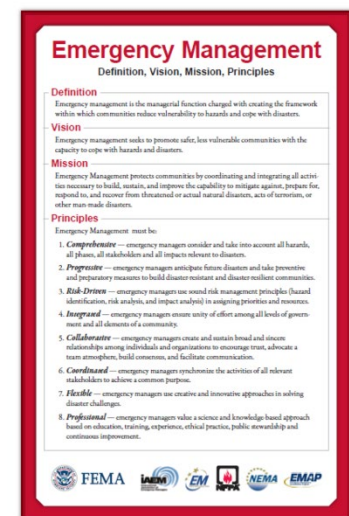 Emergency Management
Definition, Vision, Mission, Principles
Definition
Emergency management is the managerial function charged with creating the framework
within which communities reduce vulnerability to hazards and cope with disasters.
Vision
Emergency management seeks to promote safer, less vulnerable communities with the
capacity to cope with hazards and disasters.
Mission
Emergency Management protects communities by coordinating and integrating all activi-
ties necessary to build, sustain, and improve the capability to mitigate against, prepare for,
respond to, and recover from threatened or actual natural disasters, acts of terrorism, or
other man-made disasters.
Principles
Emergency Management must be:
1. Comprehensive — emergency managers consider and take into account all hazards,
all phases, all stakeholders and all impacts relevant to disasters.
2. Progressive — emergency managers anticipate future disasters and take preventive
and preparatory measures to build disaster-resistant and disaster-resilient communities.
3. Risk-Driven — emergency managers use sound risk management principles (hazard
identification, risk analysis, and impact analysis) in assigning priorities and resources.
4. Integrated — emergency managers ensure unity of effort among all levels of govern-
ment and all elements of a community.
5. Collaborative — emergency managers create and sustain broad and sincere
relationships among individuals and organizations to encourage trust, advocate a
team atmosphere, build consensus, and facilitate communication.
6. Coordinated — emergency managers synchronize the activities of all relevant
stakeholders to achieve a common purpose.
7. Flexible — emergency managers use creative and innovative approaches in solving
disaster challenges.
8. Professional — emergency managers value a science and knowledge-based approach
based on education, training, experience, ethical practice, public stewardship and
continuous improvement.
FEMA IAEM EM NFPA NEMA EMAP